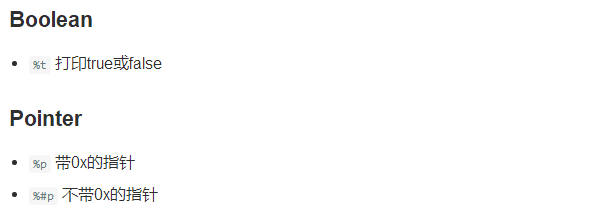 Boolean
%t 打印true或false
Pointer
%p 带0x的指针
%#p 不带0x的指针